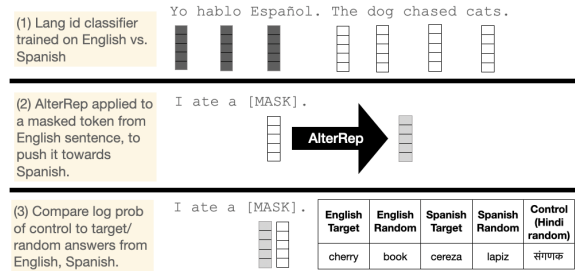 (1) Lang id classifier
trained on English vs.
Spanish
Yo hablo Español. The dog chased cats.
(2) AlterRep applied to
a masked token from
English sentence, to
push it towards
Spanish.
I ate a [MASK].
AlterRep
(3) Compare log prob
of control to target/
random answers from
English, Spanish.
I ate a [MASK].
English Target English Random Spanish Target Spanish Random Control (Hindi random)
cherry book cereza lapiz संगणक